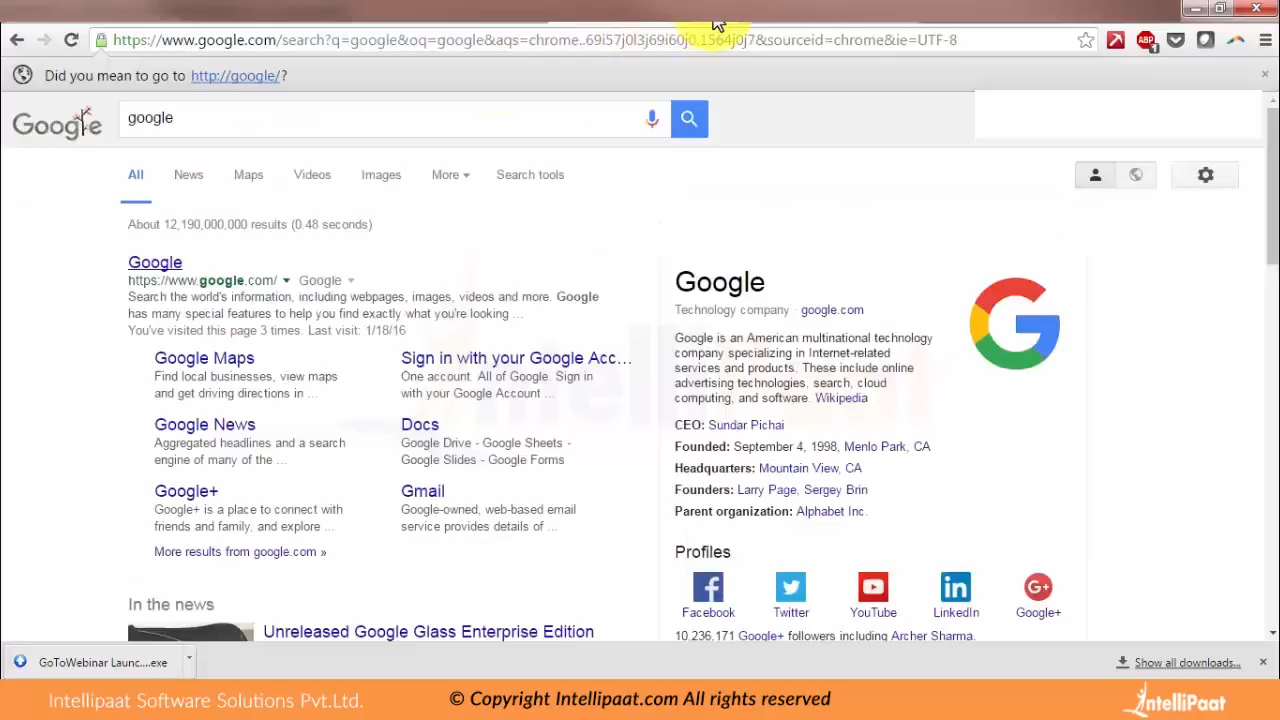 https://www.google.com/search?q=google&oq=google&aqs=chrome..69i57j0l3j69i60j0.1564j0j7&sourceid=chrome&ie=UTF-8
ABP
1
Did you mean to go to http://google/?
Google
google
All News Maps Videos Images More Search tools
About 12,190,000,000 results (0.48 seconds)
Google
https://www.google.com/ Google
Search the world's information, including webpages, images, videos and more. Google
has many special features to help you find exactly what you're looking ...
You've visited this page 3 times. Last visit: 1/18/16
Google Maps
Find local businesses, view maps
and get driving directions in ...
Sign in with your Google Acc...
One account. All of Google. Sign in
with your Google Account ...
Google News
Aggregated headlines and a search
engine of many of the ...
Docs
Google Drive - Google Sheets -
Google Slides - Google Forms
Google+
Google+ is a place to connect with
friends and family, and explore ...
Gmail
Google-owned, web-based email
service provides details of ...
More results from google.com »
In the news
Unreleased Google Glass Enterprise Edition
Google
Technology company · google.com
Google is an American multinational technology
company specializing in Internet-related
services and products. These include online
advertising technologies, search, cloud
computing, and software. Wikipedia
CEO: Sundar Pichai
Founded: September 4, 1998, Menlo Park, CA
Headquarters: Mountain View, CA
Founders: Larry Page, Sergey Brin
Parent organization: Alphabet Inc.
Profiles
Facebook Twitter YouTube LinkedIn Google+
10,236,171 Google+ followers including Archer Sharma.
GoToWebinar Launc....exe
Show all downloads...
Intellipaat Software Solutions Pvt.Ltd.
© Copyright Intellipaat.com All rights reserved
IntelliPaat